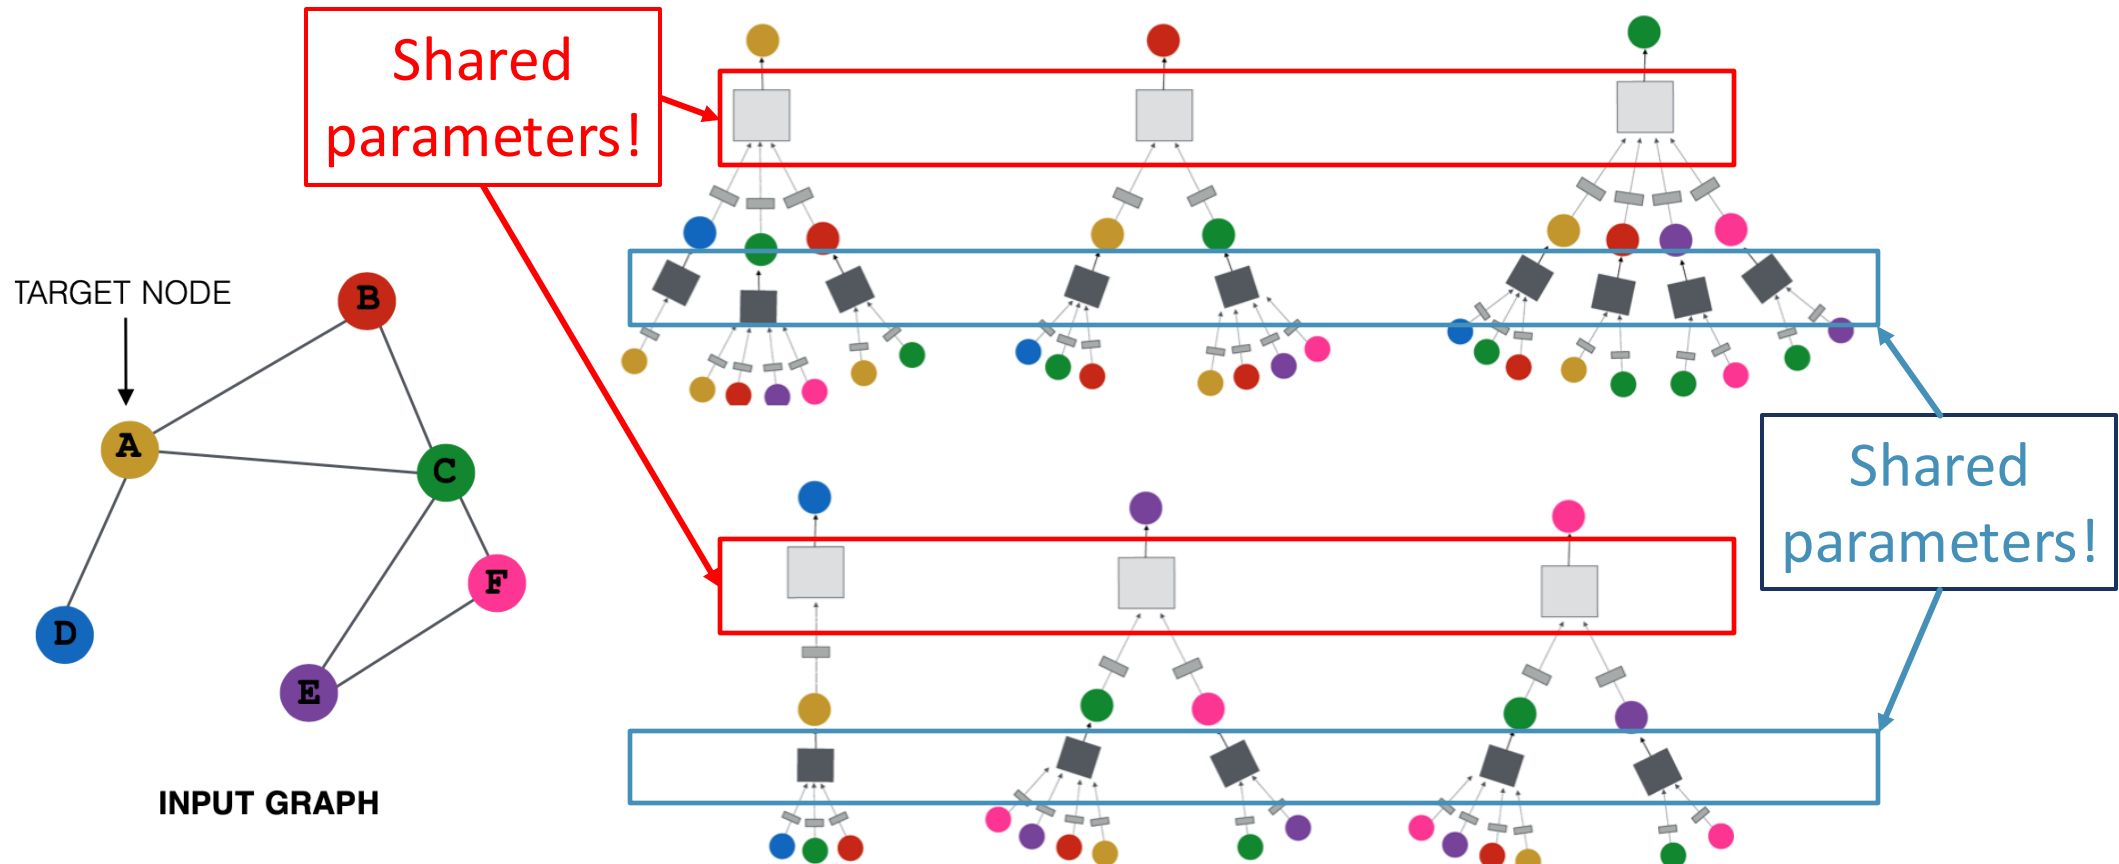 Shared
parameters!
TARGET NODE
B
A
C
F
D
E
INPUT GRAPH
Shared
parameters!